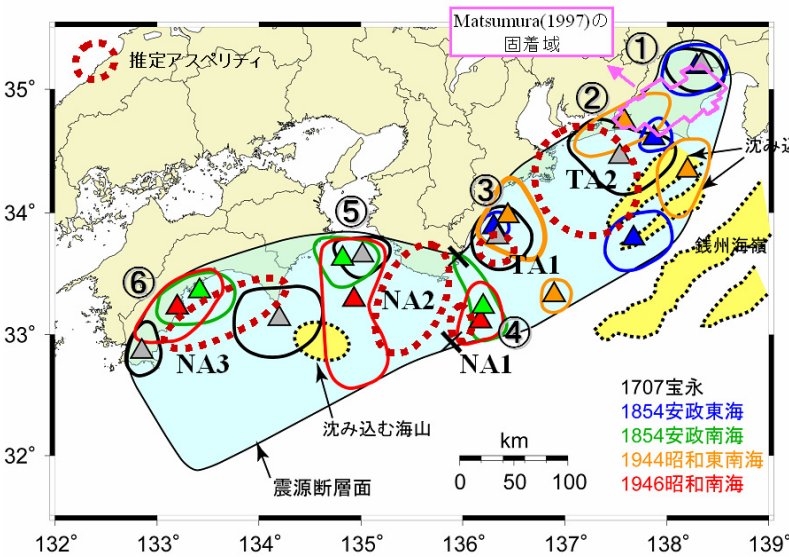 Matsumura(1997)の
固着域
推定アスペリティ
①
②
③
④
⑤
⑥
TA2
TA1
NA2
NA1
NA3
沈み込
銭州海嶺
沈み込む海山
震源断層面
1707宝永
1854安政東海
1854安政南海
1944昭和東南海
1946昭和南海
km
0 50 100
35°
34°
33°
32°
132° 133° 134° 135° 136° 137° 138° 139°